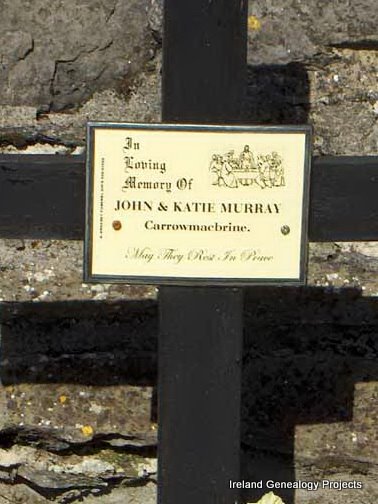 In
Loving
Memory Of
JOHN & KATIE MURRAY
Carrowmacbrine.
May They Rest In Peace
Ireland Genealogy Projects